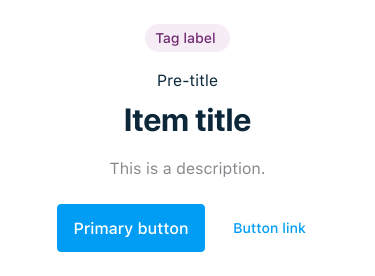 Tag label
Pre-title
Item title
This is a description.
Primary button
Button link